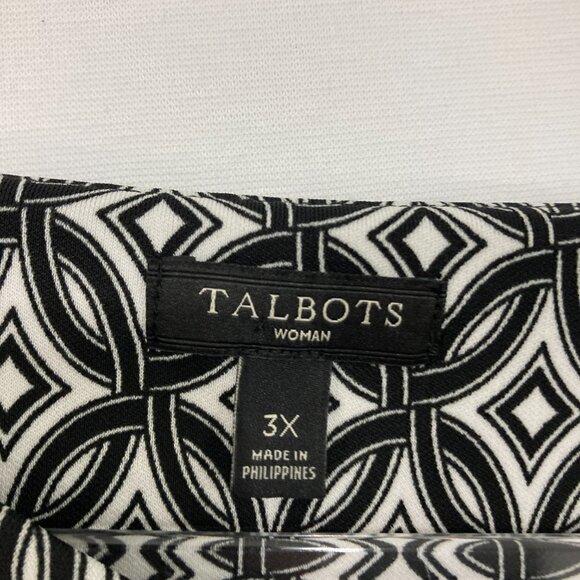 TALBOTS
WOMAN
3X
MADE IN
PHILIPPINES